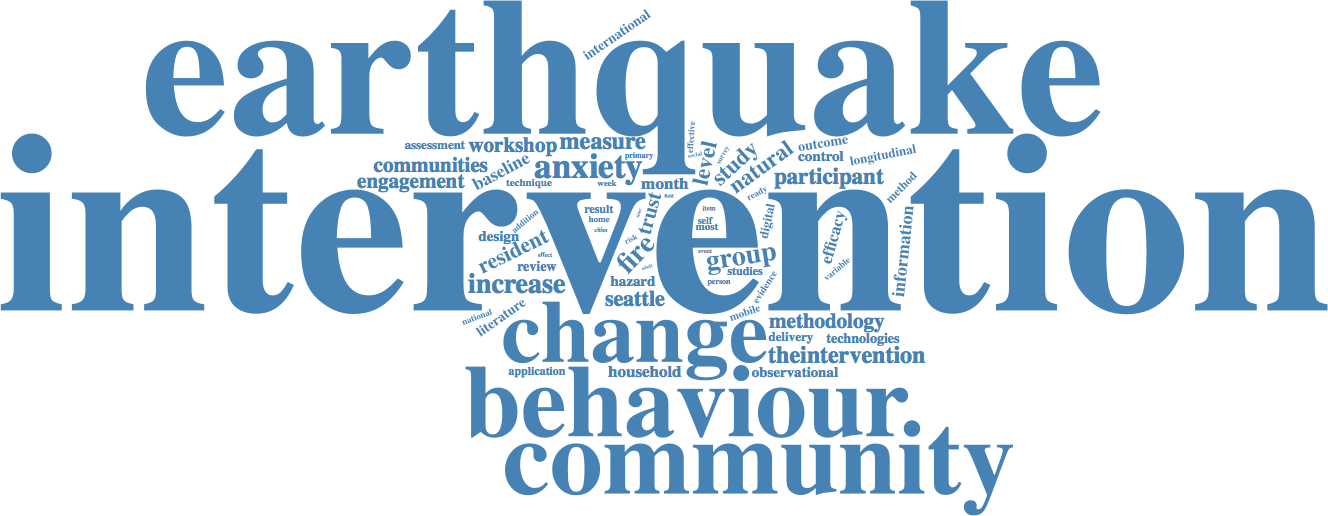 international
earthquake
effective
social
survey
assessment
workshop
measure
primary
level
study
natural
outcome
control
longitudinal
communities
baseline
anxiety
engagement
technique
week
month
field
ready
participant
method
intervention
addition
result
home
cities
trust
item
self
most
digital
efficacy
information
design
resident
effect
risk
fire
event
group
variable
review
studies
increase
hazard
person
evidence
seattle
national
literature
mobile
change
methodology
delivery
technologies
theintervention
application
household
observational
behaviour
community